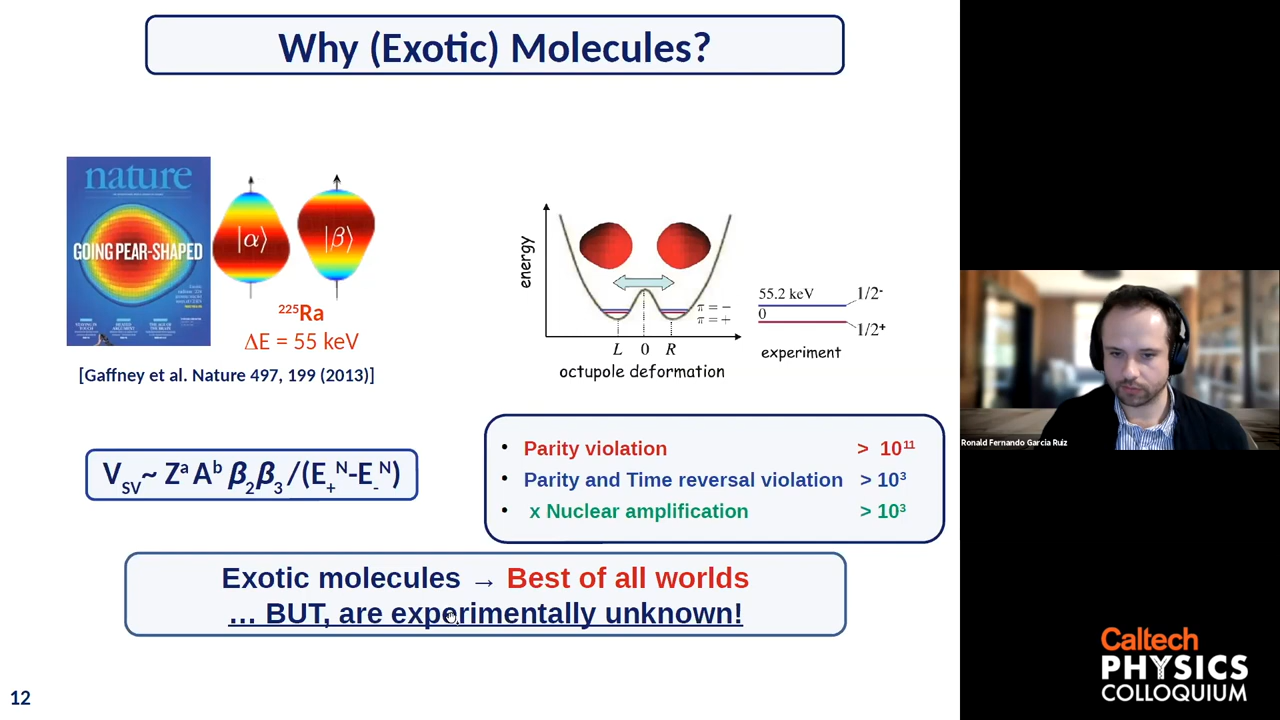 Why (Exotic) Molecules?
nature
GOING PEAR-SHAPED
|α⟩
|β⟩
²²⁵Ra
ΔE = 55 keV
[Gaffney et al. Nature 497, 199 (2013)]
energy
π = −
π = +
L 0 R
octupole deformation
55.2 keV
1/2⁻
0
1/2⁺
experiment
V_SV ~ Zᵃ Aᵇ β₂β₃/(E₊ᴺ-E₋ᴺ)
• Parity violation > 10¹¹
• Parity and Time reversal violation > 10³
• x Nuclear amplification > 10³
Exotic molecules → Best of all worlds
... BUT, are experimentally unknown!
12
Ronald Fernando Garcia Ruiz
Caltech
PHYSICS
COLLOQUIUM